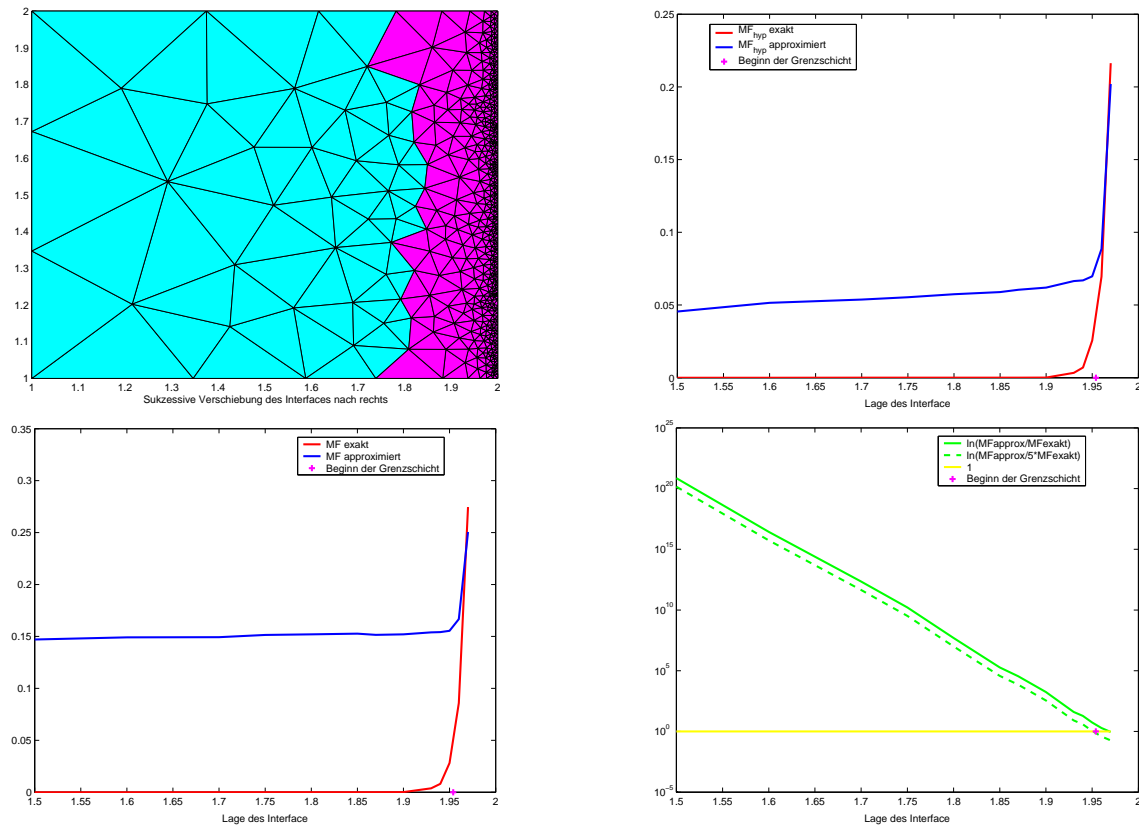 2
1.9
1.8
1.7
1.6
1.5
1.4
1.3
1.2
1.1
1
1 1.1 1.2 1.3 1.4 1.5 1.6 1.7 1.8 1.9 2
Sukzessive Verschiebung des Interfaces nach rechts
0.25
0.2
0.15
0.1
0.05
0
MF_hyp exakt
MF_hyp approximiert
Beginn der Grenzschicht
1.5 1.55 1.6 1.65 1.7 1.75 1.8 1.85 1.9 1.95 2
Lage des Interface
0.35
0.3
0.25
0.2
0.15
0.1
0.05
0
MF exakt
MF approximiert
Beginn der Grenzschicht
1.5 1.55 1.6 1.65 1.7 1.75 1.8 1.85 1.9 1.95 2
Lage des Interface
10^25
10^20
10^15
10^10
10^5
10^0
10^−5
ln(MFapprox/MFexakt)
ln(MFapprox/5*MFexakt)
1
Beginn der Grenzschicht
1.5 1.55 1.6 1.65 1.7 1.75 1.8 1.85 1.9 1.95 2
Lage des Interface